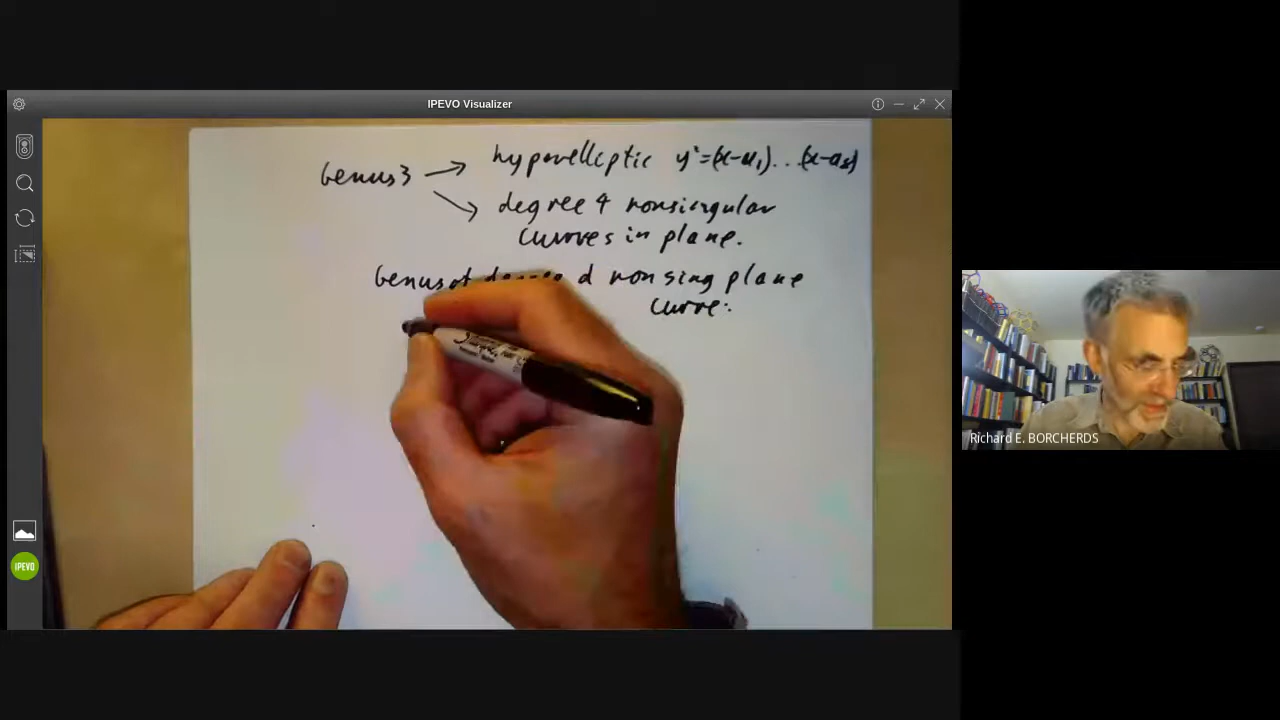 IPEVO Visualizer
genus 3 → hyperelliptic y²=(x-a₁)...(x-a₈)
↘ degree 4 nonsingular
curves in plane.
genus of degree d nonsing plane
curve:
Richard E. BORCHERDS
IPEVO